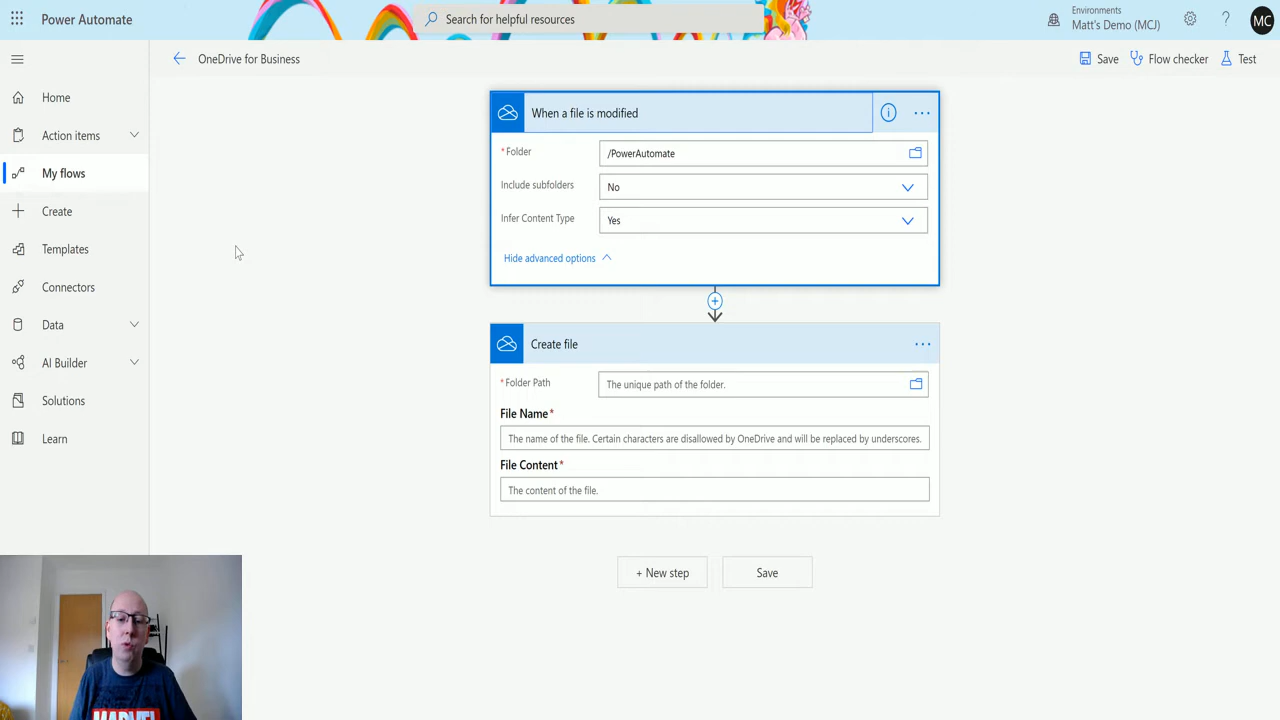 Power Automate
Search for helpful resources
Environments
Matt's Demo (MCJ)
?
MC
OneDrive for Business
Save
Flow checker
Test
Home
Action items
My flows
Create
Templates
Connectors
Data
AI Builder
Solutions
Learn
When a file is modified
* Folder
/PowerAutomate
Include subfolders
No
Infer Content Type
Yes
Hide advanced options
Create file
* Folder Path
The unique path of the folder.
File Name*
The name of the file. Certain characters are disallowed by OneDrive and will be replaced by underscores.
File Content*
The content of the file.
+ New step
Save
MARVEL